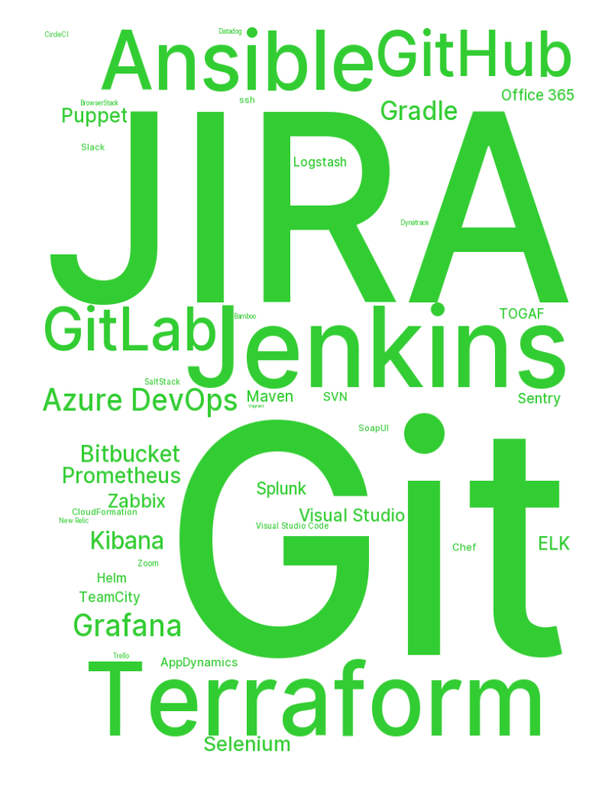 CircleCI
Datadog
Ansible
GitHub
Office 365
BrowserStack
ssh
Gradle
Puppet
JIRA
Slack
Logstash
Dynatrace
GitLab
Jenkins
Bamboo
TOGAF
SaltStack
Azure DevOps
Maven
SVN
Sentry
Vagrant
Git
SoapUI
Bitbucket
Prometheus
Splunk
Zabbix
CloudFormation
Visual Studio
New Relic
Visual Studio Code
Kibana
Chef
ELK
Zoom
Helm
TeamCity
Grafana
Trello
AppDynamics
Terraform
Selenium